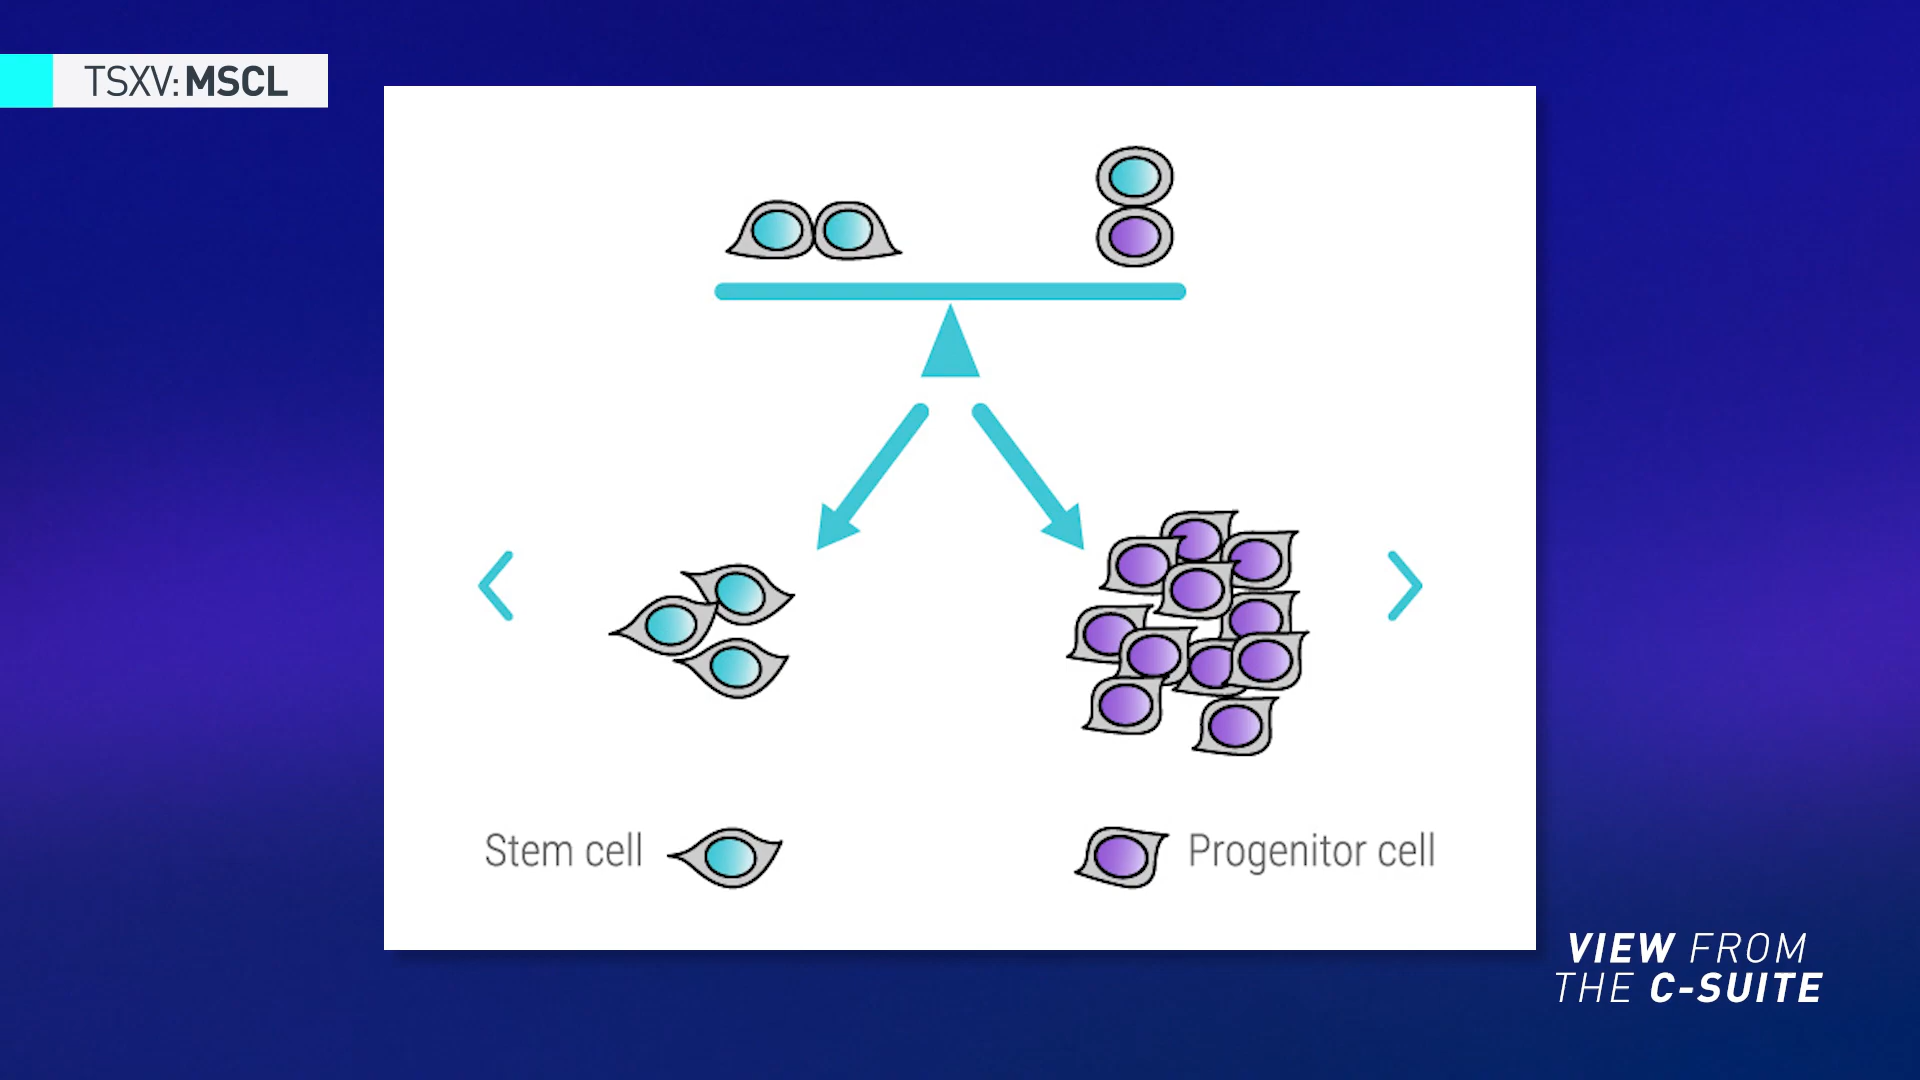 TSXV: MSCL
Stem cell
Progenitor cell
VIEW FROM
THE C-SUITE